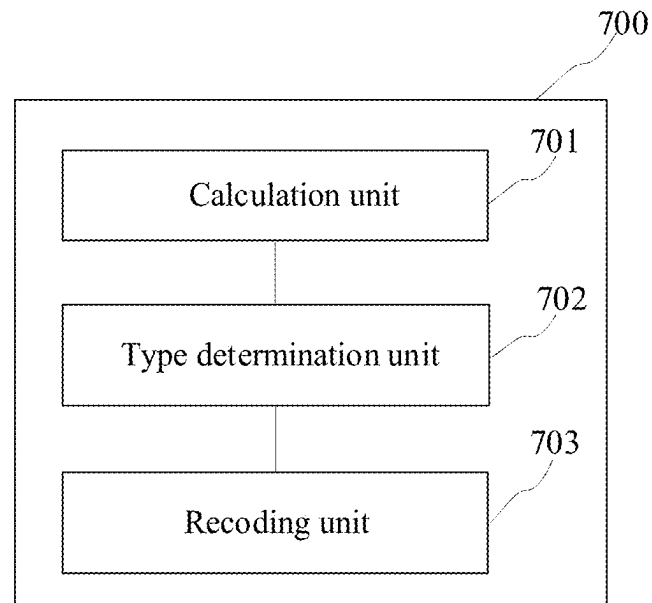 700
701
Calculation unit
702
Type determination unit
703
Recoding unit